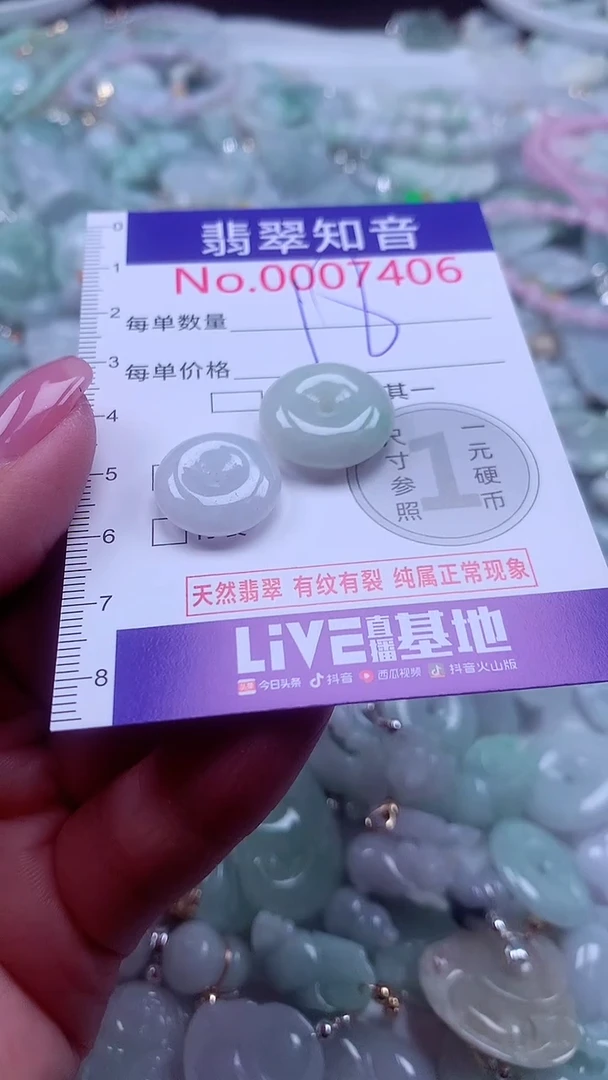 翡翠知音
No.0007406
每单数量
18
每单价格
其一
尺寸参照
1
一元硬币
天然翡翠 有纹有裂 纯属正常现象
LiVE直播基地
今日头条 抖音 西瓜视频 抖音火山版
0
1
2
3
4
5
6
7
8